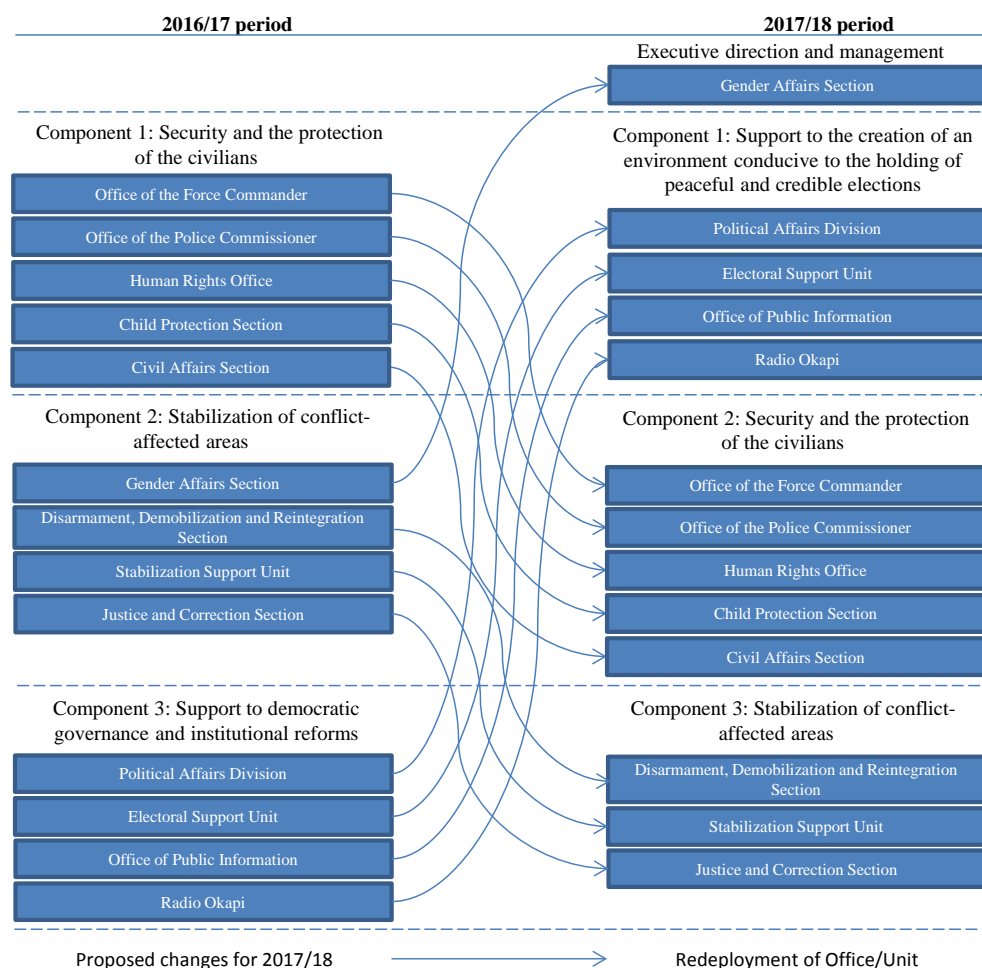 2016/17 period
2017/18 period
Executive direction and management
Gender Affairs Section
Component 1: Security and the protection
of the civilians
Office of the Force Commander
Office of the Police Commissioner
Human Rights Office
Child Protection Section
Civil Affairs Section
Component 1: Support to the creation of an
environment conducive to the holding of
peaceful and credible elections
Political Affairs Division
Electoral Support Unit
Office of Public Information
Radio Okapi
Component 2: Stabilization of conflict-
affected areas
Gender Affairs Section
Disarmament, Demobilization and Reintegration
Section
Stabilization Support Unit
Justice and Correction Section
Component 2: Security and the protection
of the civilians
Office of the Force Commander
Office of the Police Commissioner
Human Rights Office
Child Protection Section
Civil Affairs Section
Component 3: Support to democratic
governance and institutional reforms
Political Affairs Division
Electoral Support Unit
Office of Public Information
Radio Okapi
Component 3: Stabilization of conflict-
affected areas
Disarmament, Demobilization and Reintegration
Section
Stabilization Support Unit
Justice and Correction Section
Proposed changes for 2017/18
Redeployment of Office/Unit